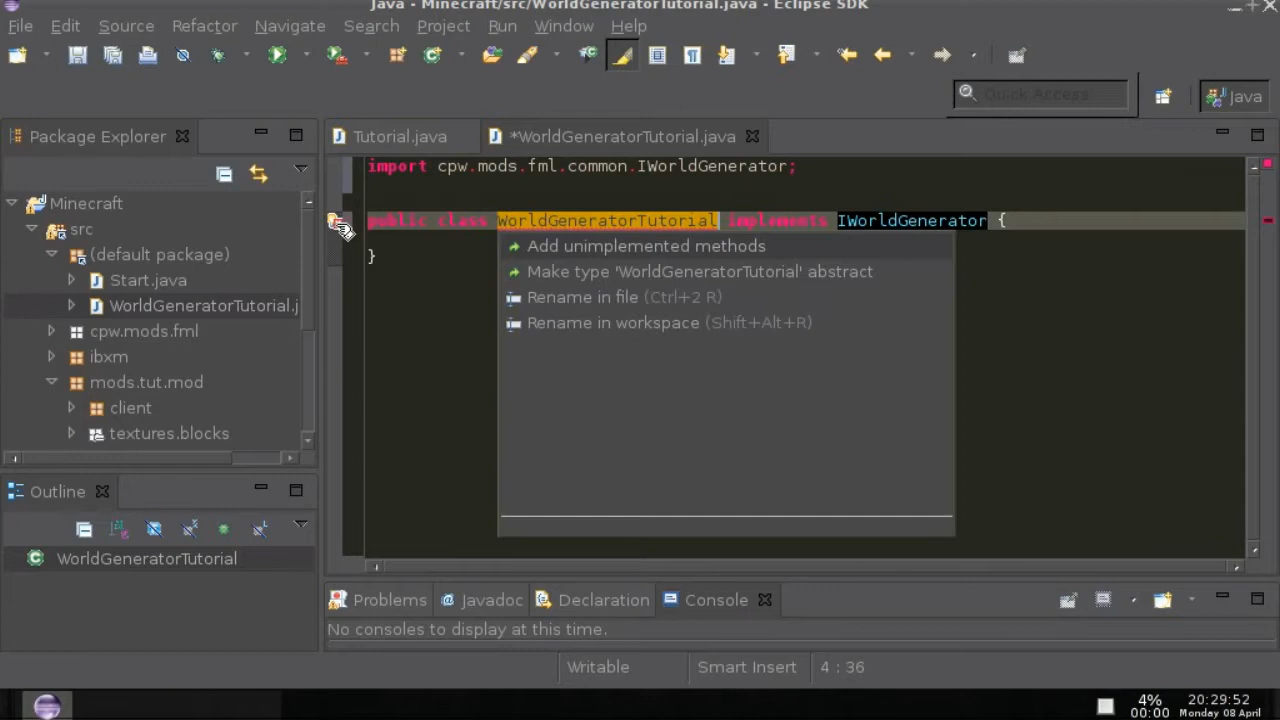 Java - Minecraft/src/WorldGeneratorTutorial.java - Eclipse SDK
File Edit Source Refactor Navigate Search Project Run Window Help
Quick Access
Java
Package Explorer
Minecraft
src
(default package)
Start.java
WorldGeneratorTutorial.j
cpw.mods.fml
ibxm
mods.tut.mod
client
textures.blocks
Outline
WorldGeneratorTutorial
Tutorial.java *WorldGeneratorTutorial.java
import cpw.mods.fml.common.IWorldGenerator;
public class WorldGeneratorTutorial implements IWorldGenerator {
}
Add unimplemented methods
Make type 'WorldGeneratorTutorial' abstract
Rename in file (Ctrl+2 R)
Rename in workspace (Shift+Alt+R)
Problems @ Javadoc Declaration Console
No consoles to display at this time.
Writable Smart Insert 4 : 36
4%
00:00
20:29:52
Monday 08 April